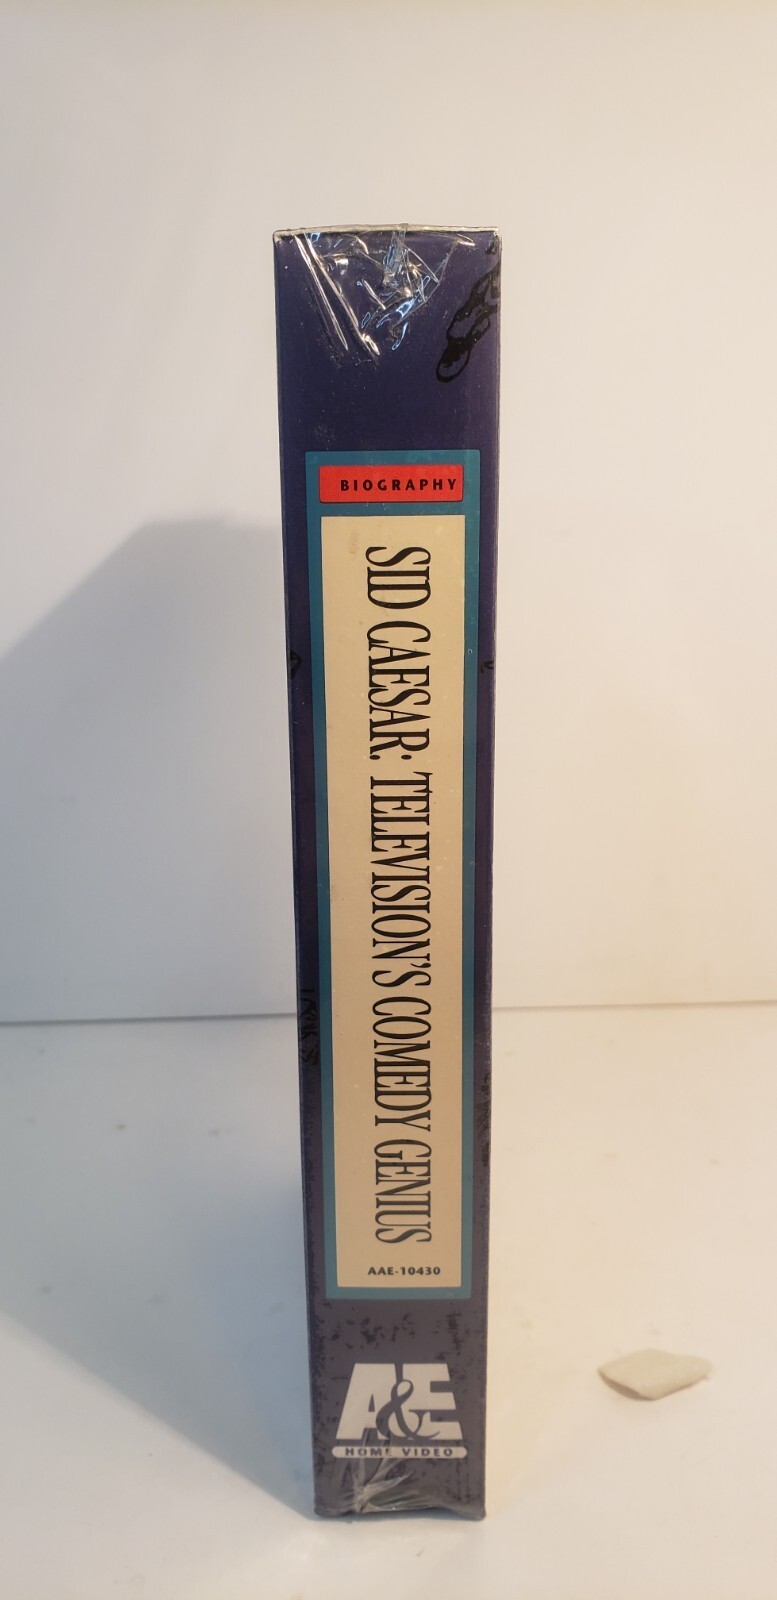 BIOGRAPHY
SID CAESAR: TELEVISION'S COMEDY GENIUS
AAE-10430
A&E
HOME VIDEO